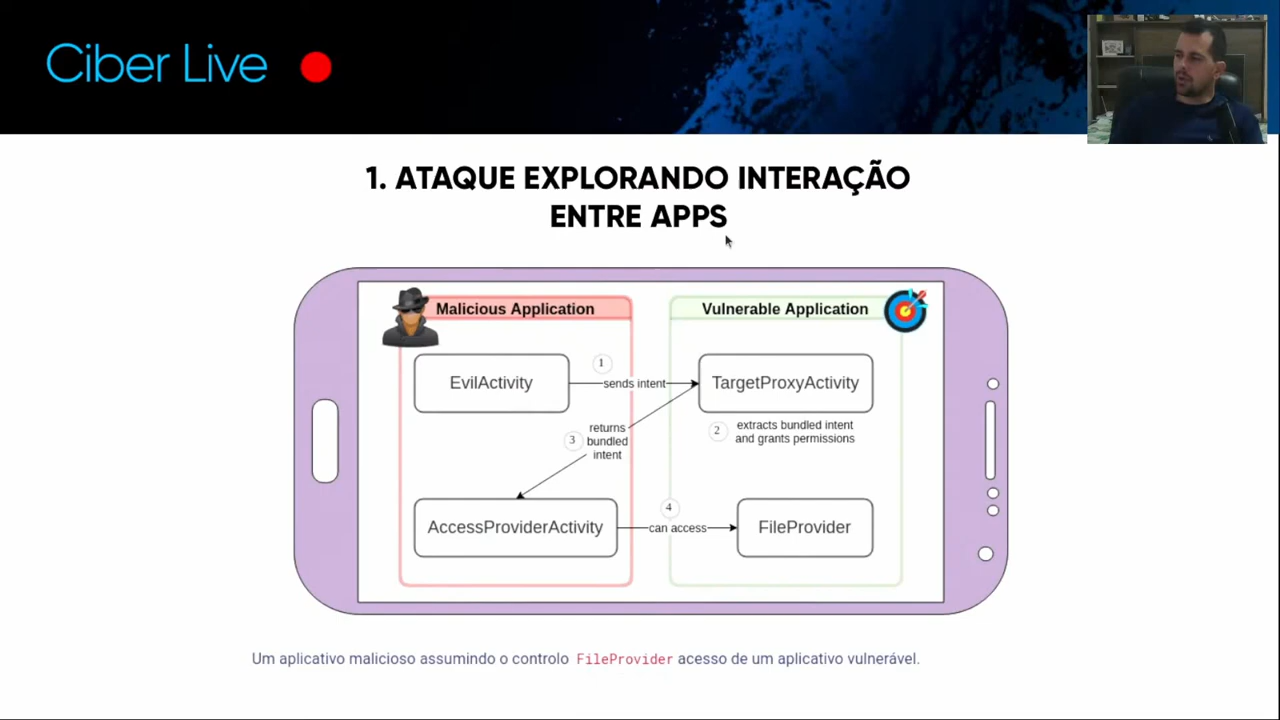 Ciber Live
1. ATAQUE EXPLORANDO INTERAÇÃO
ENTRE APPS
Malicious Application
Vulnerable Application
EvilActivity
1
sends intent
TargetProxyActivity
2
extracts bundled intent
and grants permissions
3
returns
bundled
intent
AccessProviderActivity
4
can access
FileProvider
Um aplicativo malicioso assumindo o controlo FileProvider acesso de um aplicativo vulnerável.